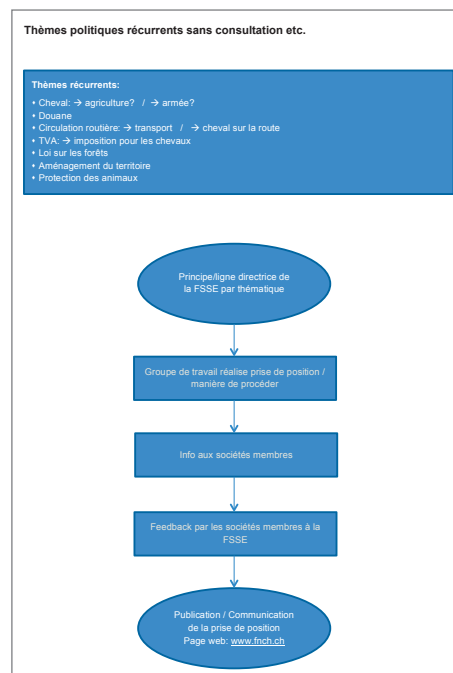 Thèmes politiques récurrents sans consultation etc.
Thèmes récurrents:
• Cheval: → agriculture? / → armée?
• Douane
• Circulation routière: → transport / → cheval sur la route
• TVA: → imposition pour les chevaux
• Loi sur les forêts
• Aménagement du territoire
• Protection des animaux
Principe/ligne directrice de
la FSSE par thématique
Groupe de travail réalise prise de position /
manière de procéder
Info aux sociétés membres
Feedback par les sociétés membres à la
FSSE
Publication / Communication
de la prise de position
Page web: www.fnch.ch